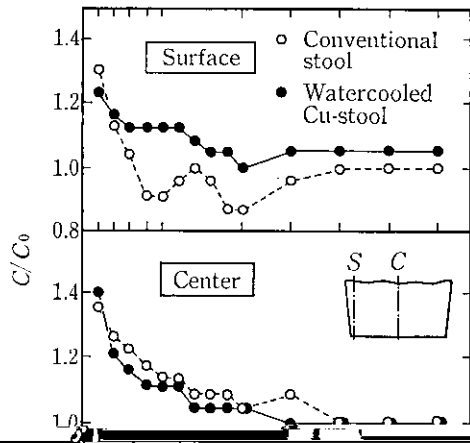 1.4
Surface
Conventional
stool
Watercooled
Cu-stool
1.2
1.0
0.8
C/C₀
Center
S C
1.4
1.2
1.0